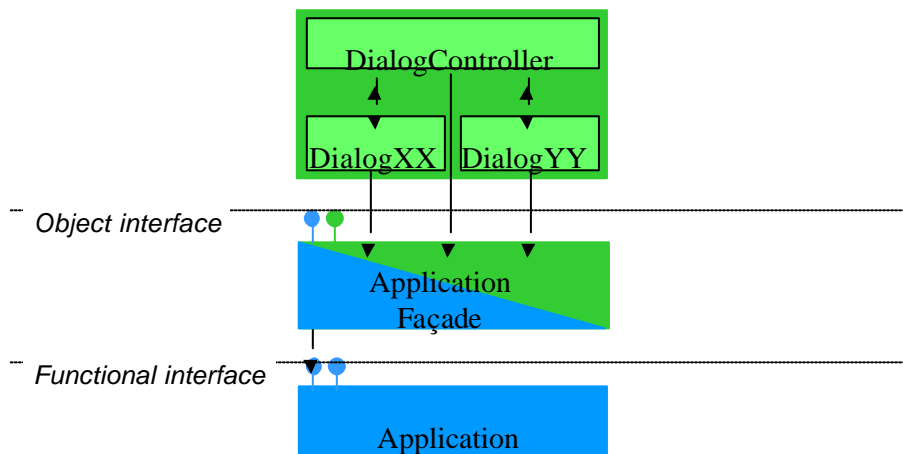 DialogController
DialogXX
DialogYY
Object interface
Application
Façade
Functional interface
Application